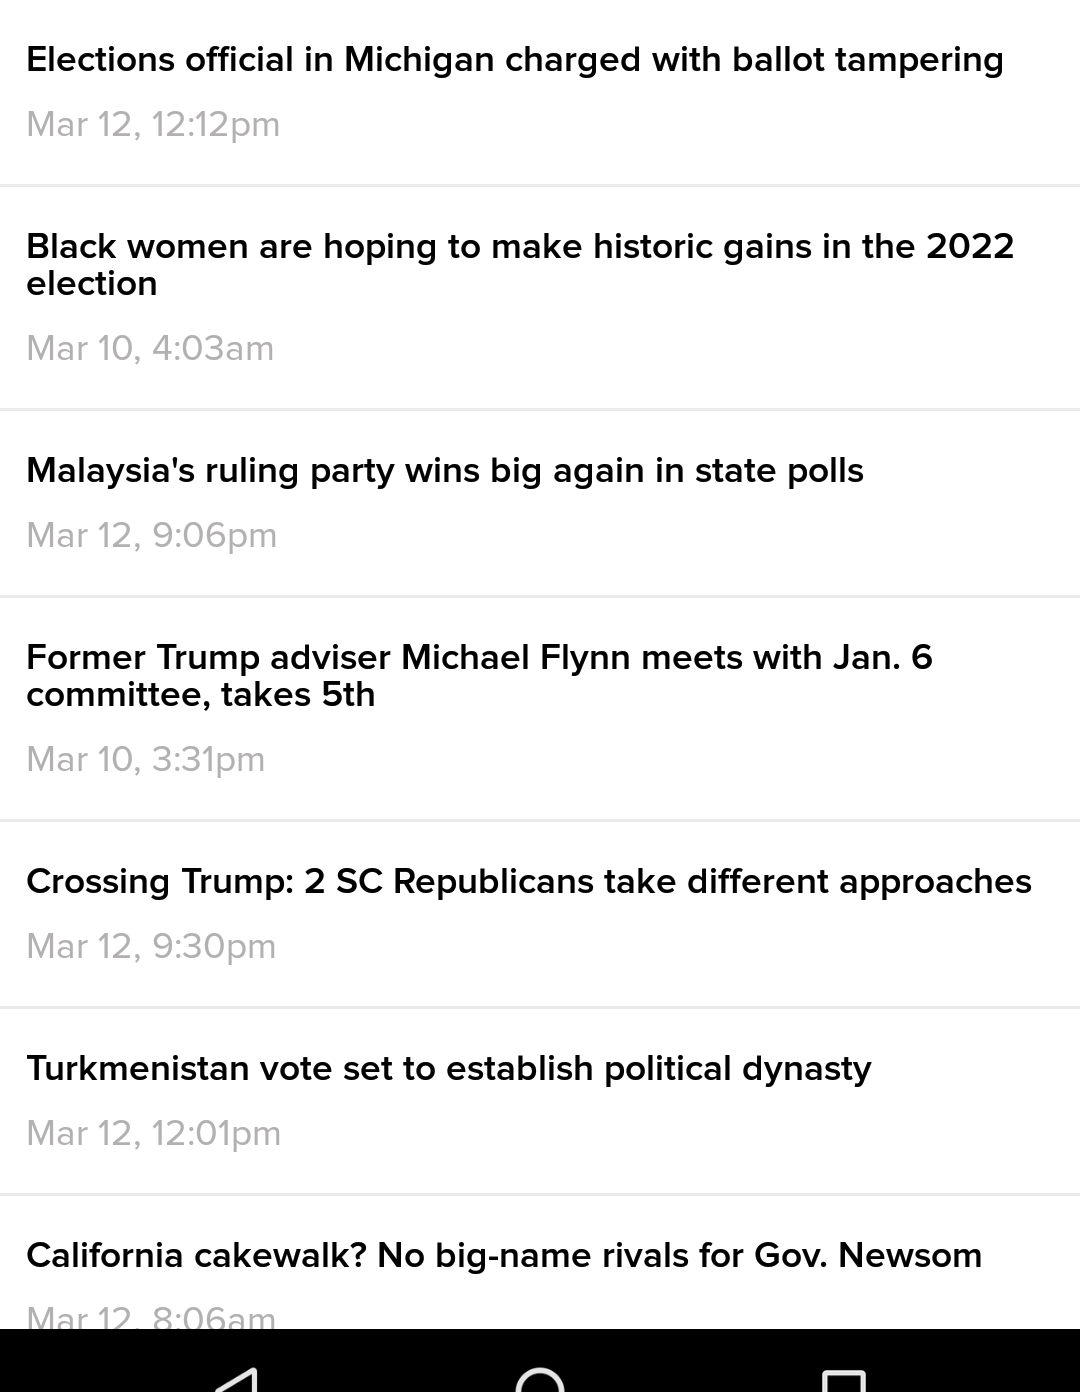 Elections official in Michigan charged with ballot tampering
Mar 12, 12:12pm
Black women are hoping to make historic gains in the 2022
election
Mar 10, 4:03am
Malaysia's ruling party wins big again in state polls
Mar 12, 9:06pm
Former Trump adviser Michael Flynn meets with Jan. 6
committee, takes 5th
Mar 10, 3:31pm
Crossing Trump: 2 SC Republicans take different approaches
Mar 12, 9:30pm
Turkmenistan vote set to establish political dynasty
Mar 12, 12:01pm
California cakewalk? No big-name rivals for Gov. Newsom
Mar 12, 8:06am